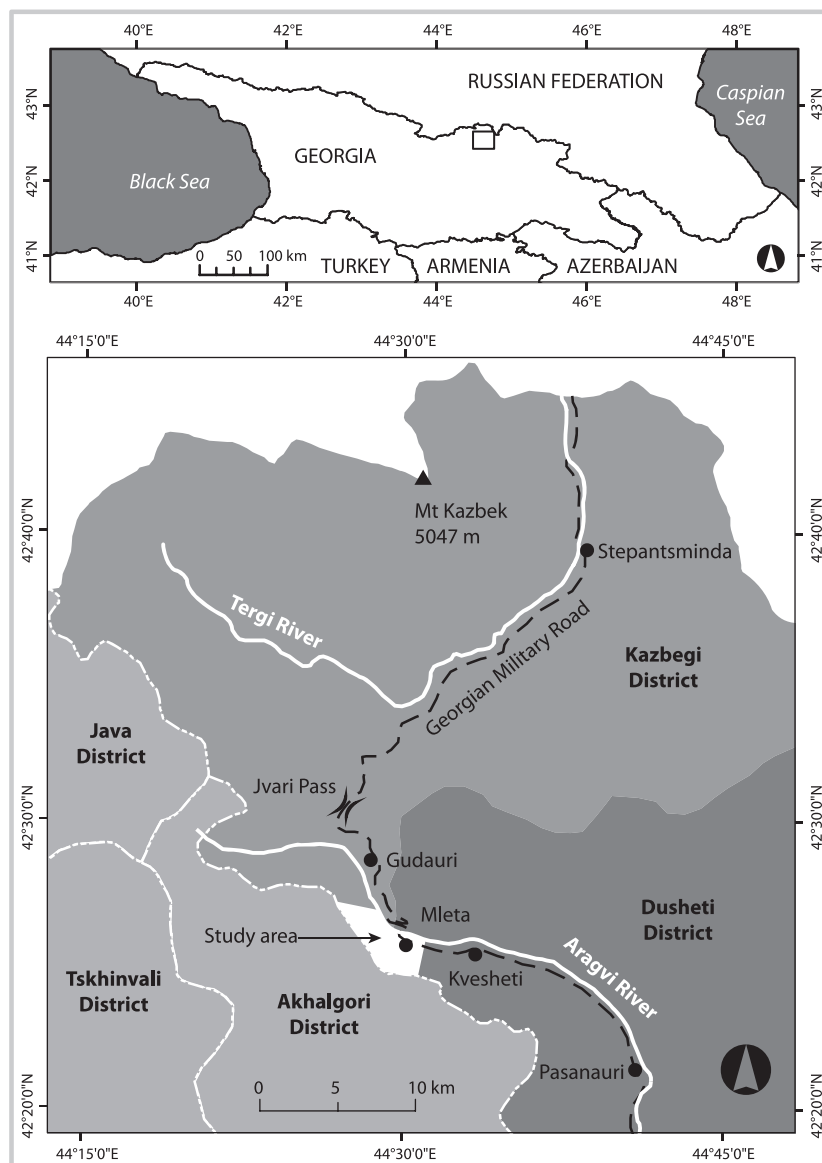 40°E 42°E 44°E 46°E 48°E
43°N
42°N
41°N
43°N
42°N
41°N
RUSSIAN FEDERATION
Caspian
Sea
GEORGIA
Black Sea
0 50 100 km
TURKEY ARMENIA AZERBAIJAN
40°E 42°E 44°E 46°E 48°E
44°15'0"E 44°30'0"E 44°45'0"E
42°40'0"N
42°30'0"N
42°20'0"N
42°40'0"N
42°30'0"N
42°20'0"N
Mt Kazbek
5047 m
Stepantsminda
Tergi River
Georgian Military Road
Kazbegi
District
Java
District
Jvari Pass
Gudauri
Mleta
Study area
Dusheti
District
Kvesheti
Aragvi River
Tskhinvali
District
Akhalgori
District
Pasanauri
0 5 10 km
44°15'0"E 44°30'0"E 44°45'0"E